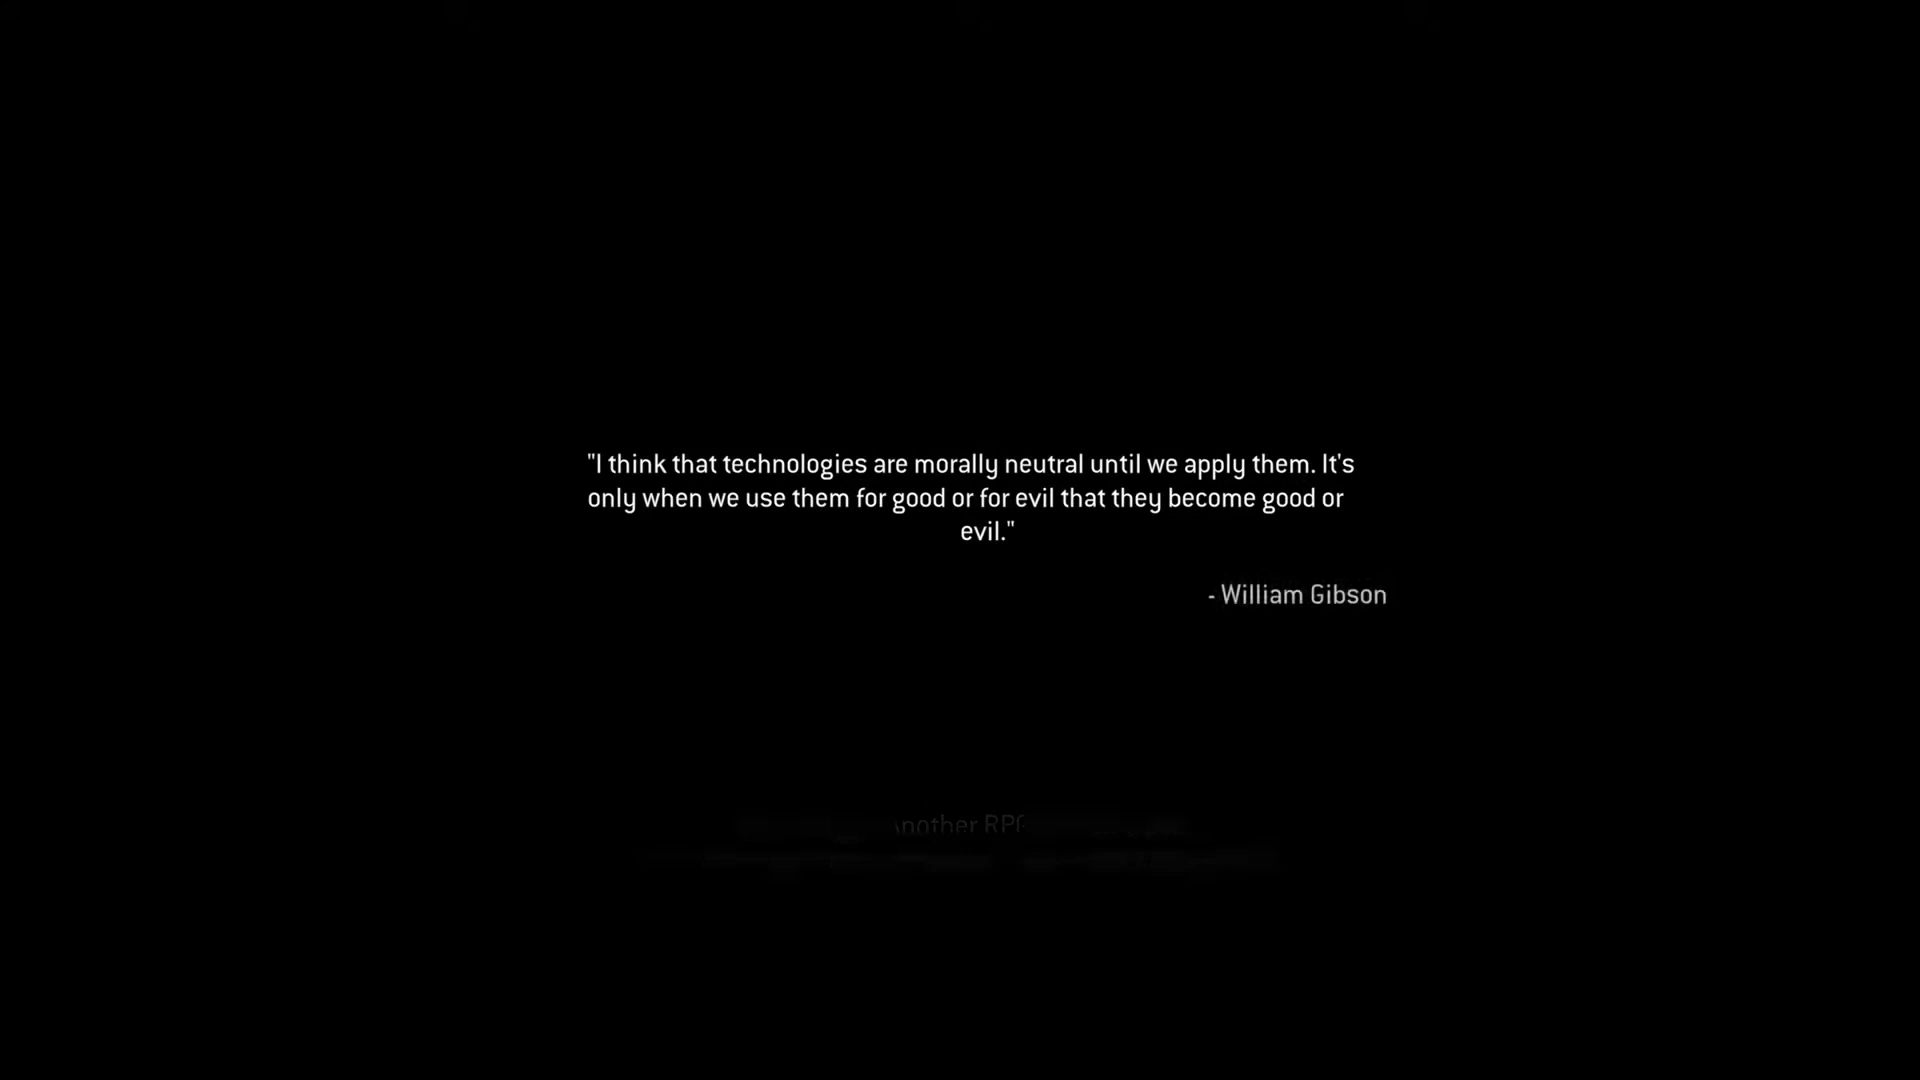 "I think that technologies are morally neutral until we apply them. It's
only when we use them for good or for evil that they become good or
evil."
- William Gibson
Another